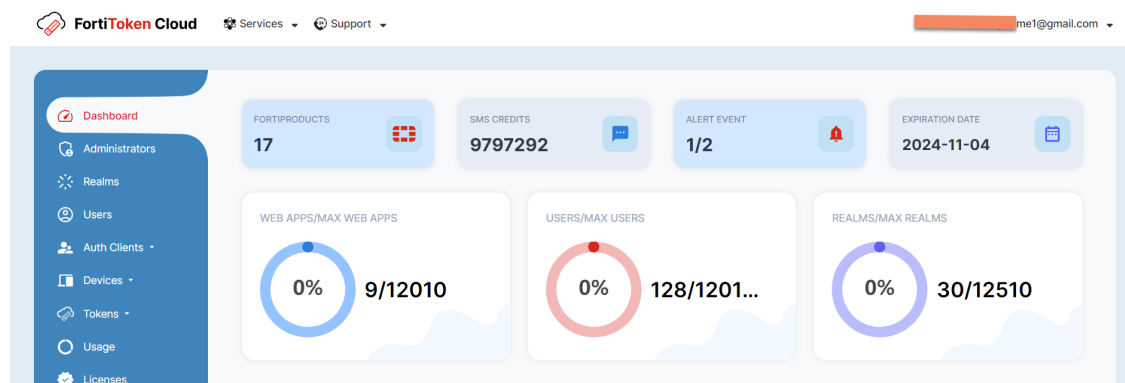 FortiToken Cloud Services Support me1@gmail.com
Dashboard
Administrators
Realms
Users
Auth Clients
Devices
Tokens
Usage
Licenses
FORTIPRODUCTS
17
SMS CREDITS
9797292
ALERT EVENT
1/2
EXPIRATION DATE
2024-11-04
WEB APPS/MAX WEB APPS
0% 9/12010
USERS/MAX USERS
0% 128/1201...
REALMS/MAX REALMS
0% 30/12510